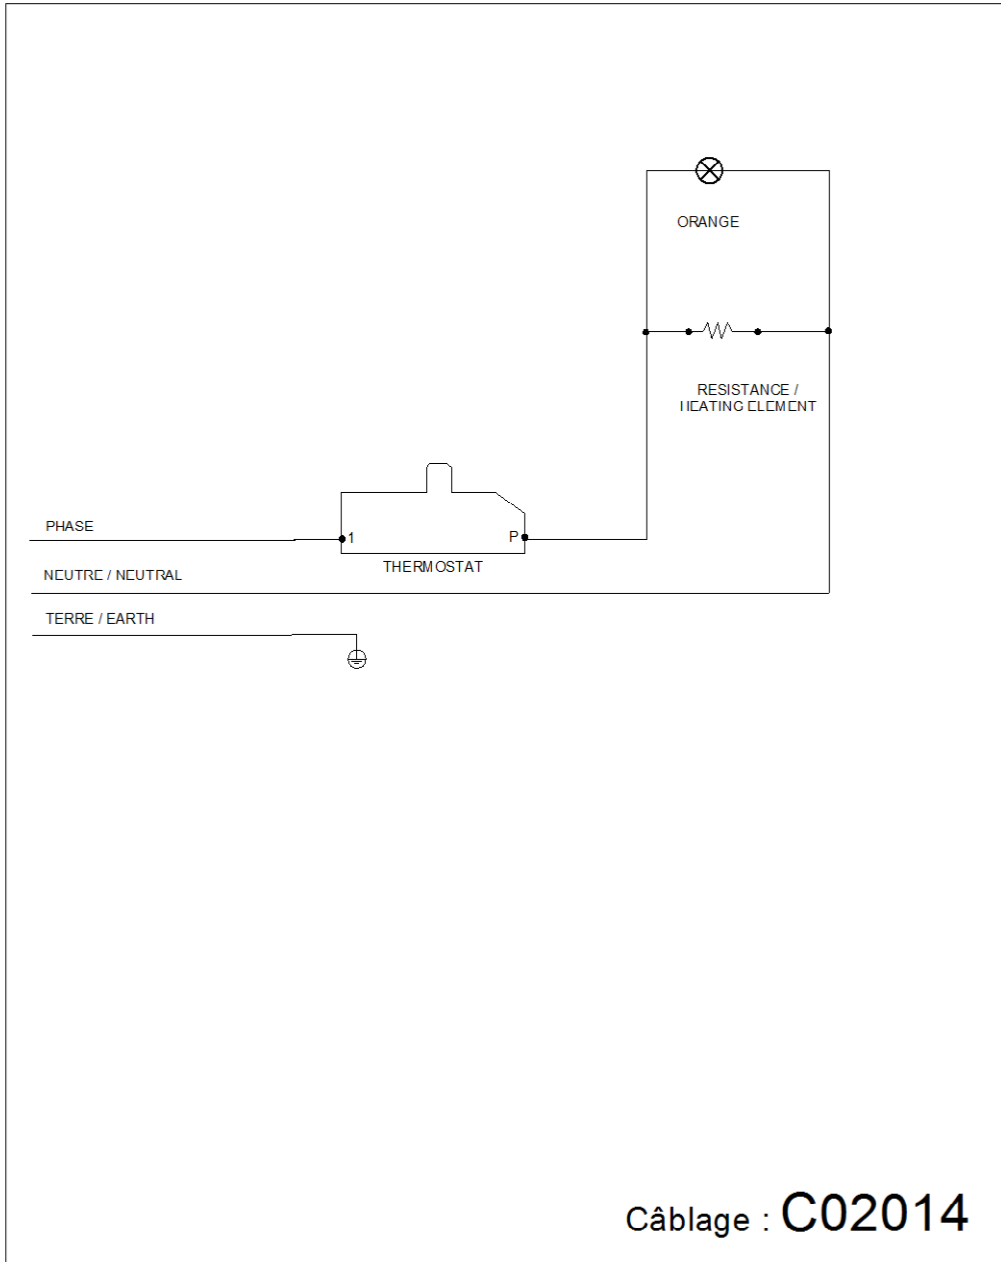 ORANGE
RESISTANCE /
HEATING ELEMENT
PHASE
1
P
THERMOSTAT
NEUTRE / NEUTRAL
TERRE / EARTH
Câblage : C02014